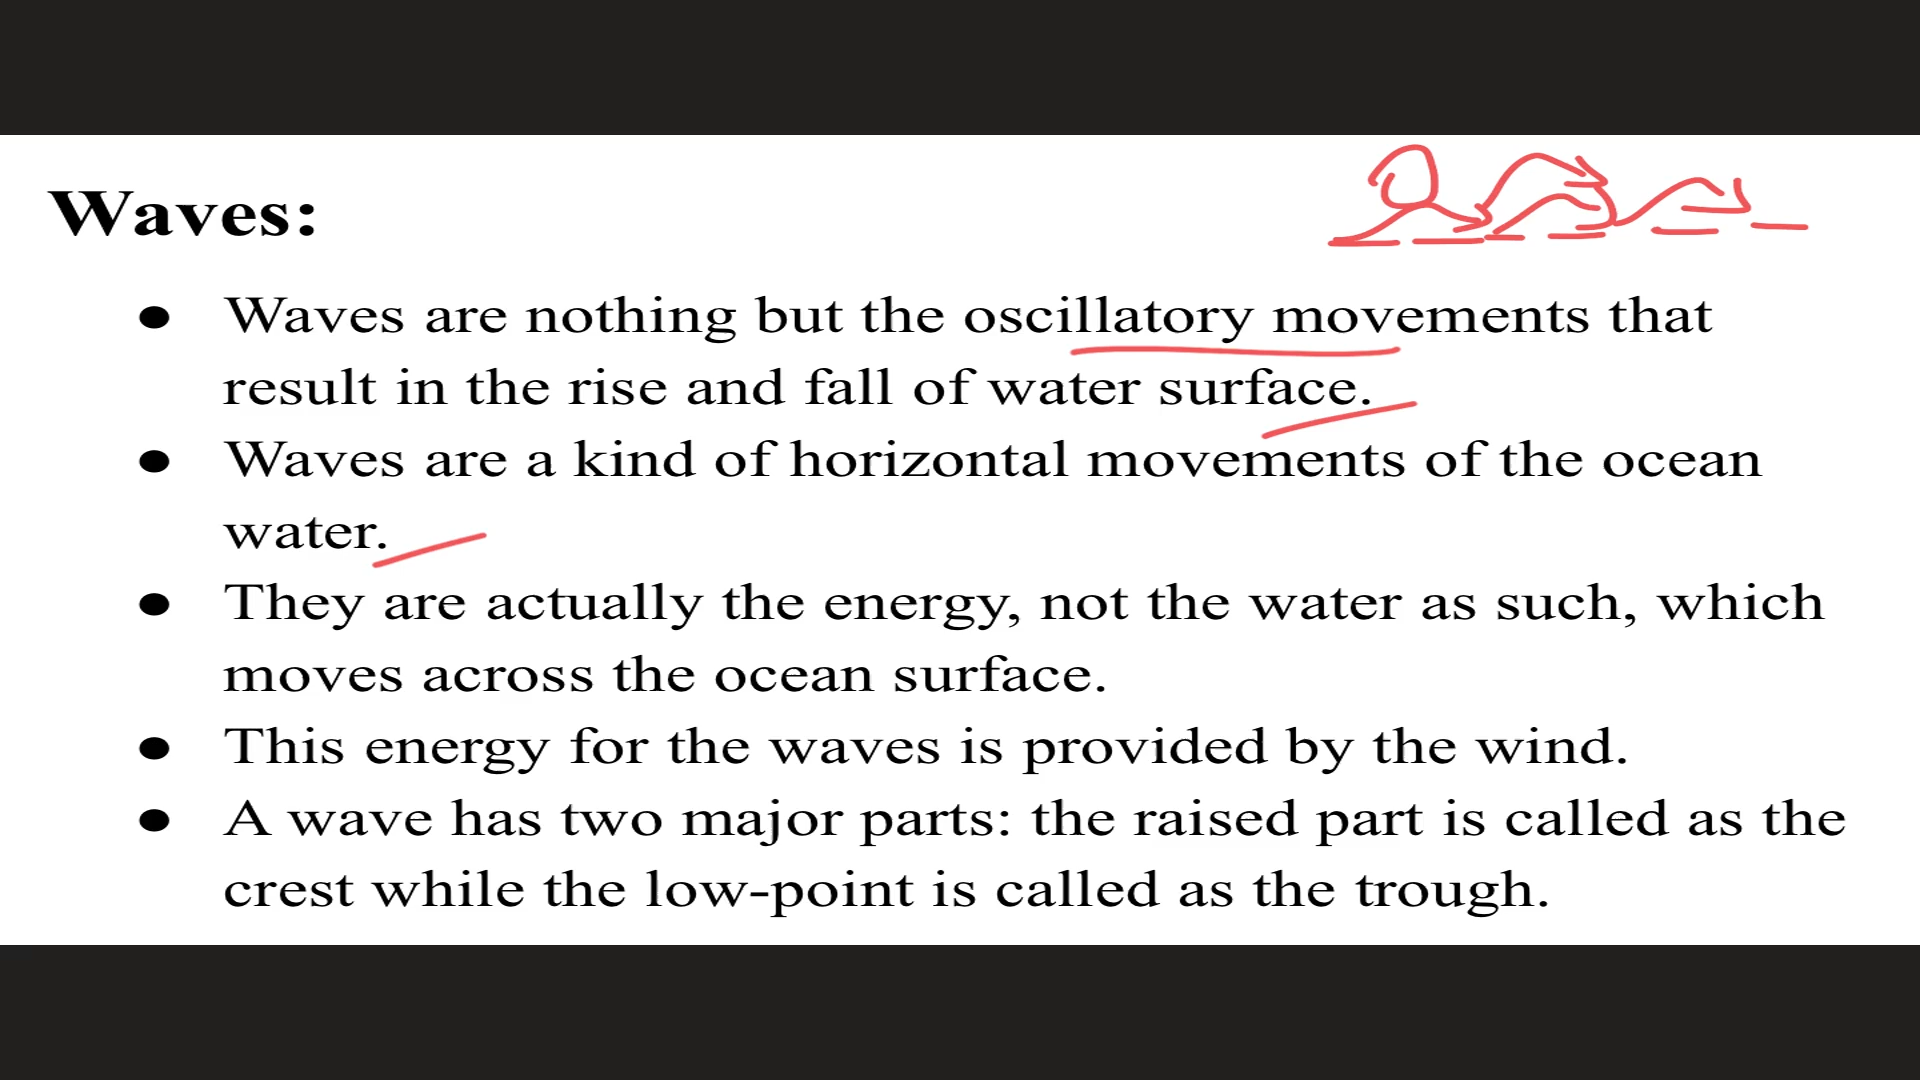 Waves:
● Waves are nothing but the oscillatory movements that
result in the rise and fall of water surface.
● Waves are a kind of horizontal movements of the ocean
water.
● They are actually the energy, not the water as such, which
moves across the ocean surface.
● This energy for the waves is provided by the wind.
● A wave has two major parts: the raised part is called as the
crest while the low-point is called as the trough.